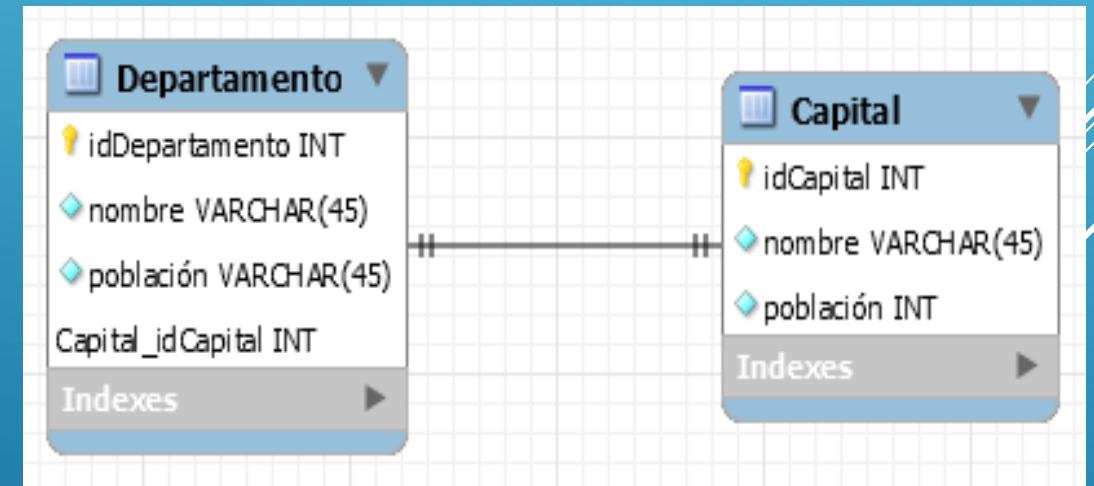 Departamento
idDepartamento INT
nombre VARCHAR(45)
población VARCHAR(45)
Capital_idCapital INT
Indexes
Capital
idCapital INT
nombre VARCHAR(45)
población INT
Indexes